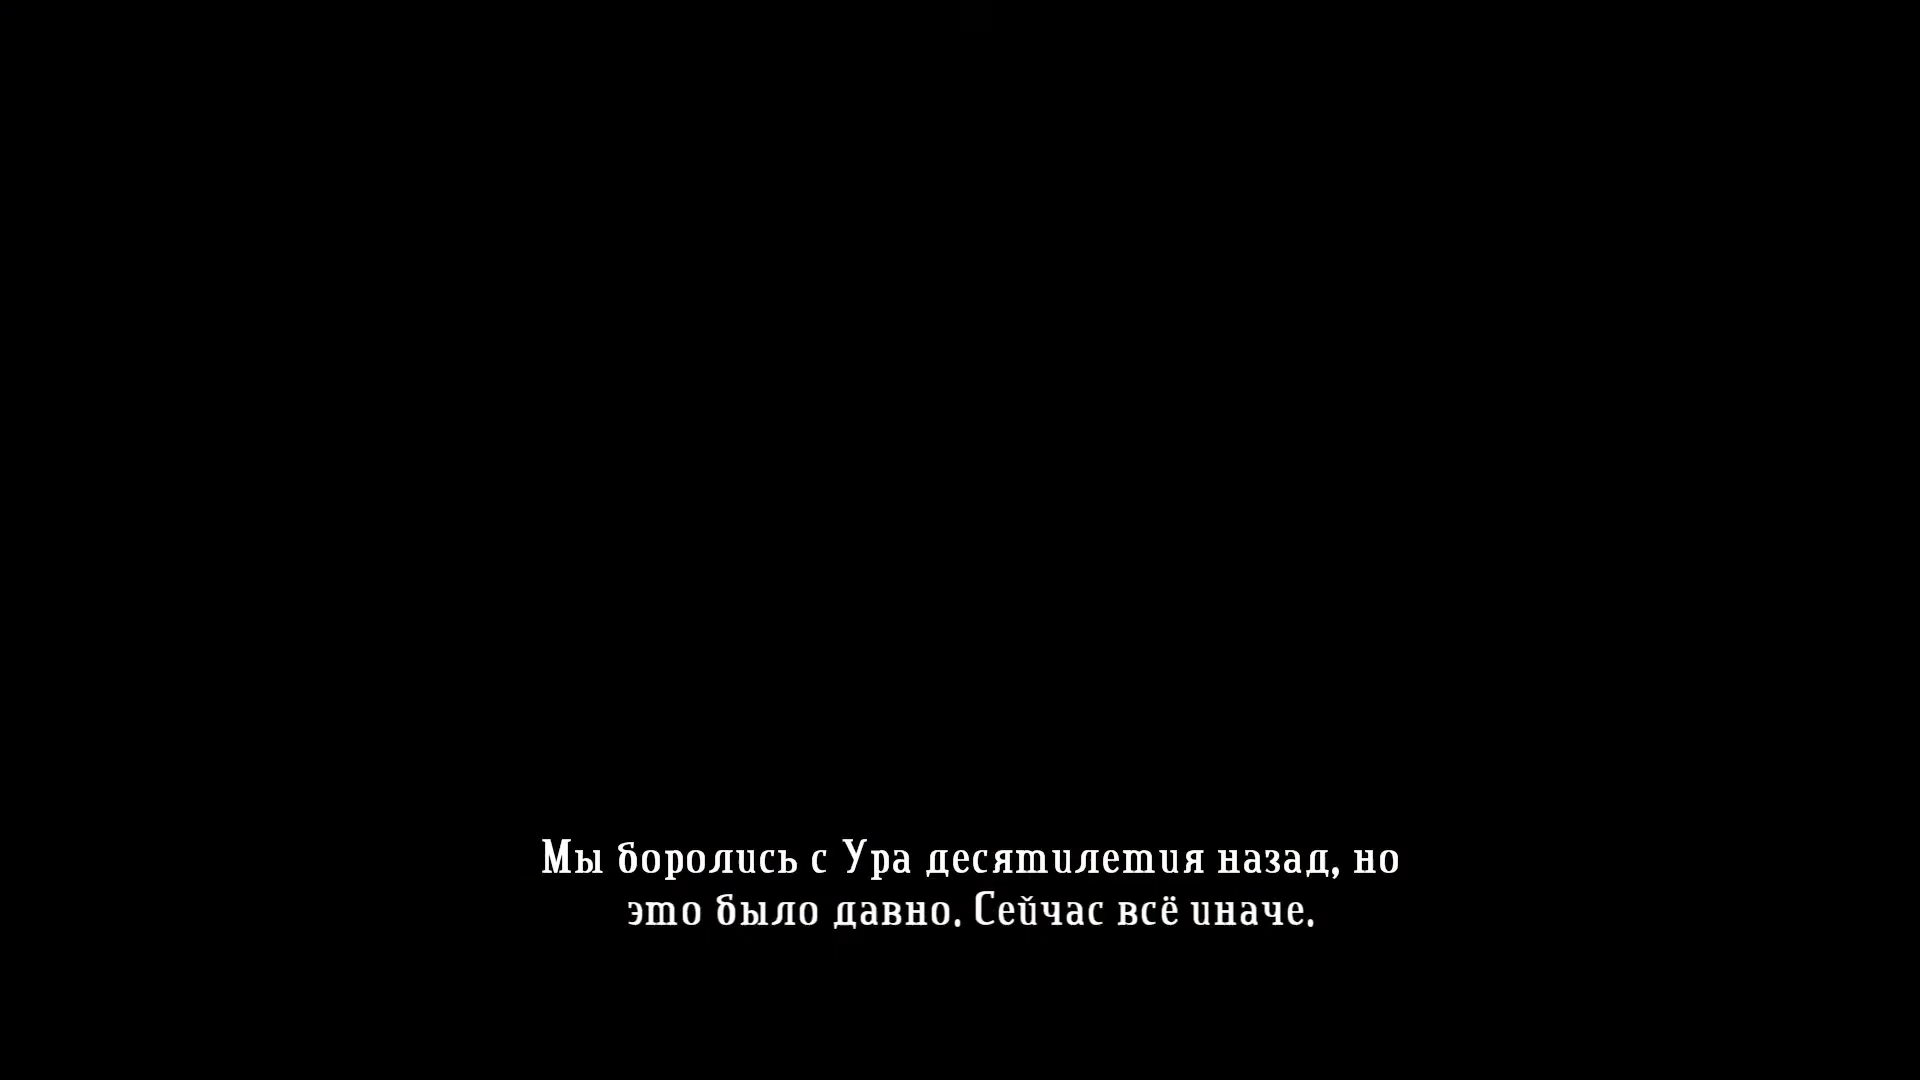 Мы боролись с Ура десятилетия назад, но
это было давно. Сейчас всё иначе.